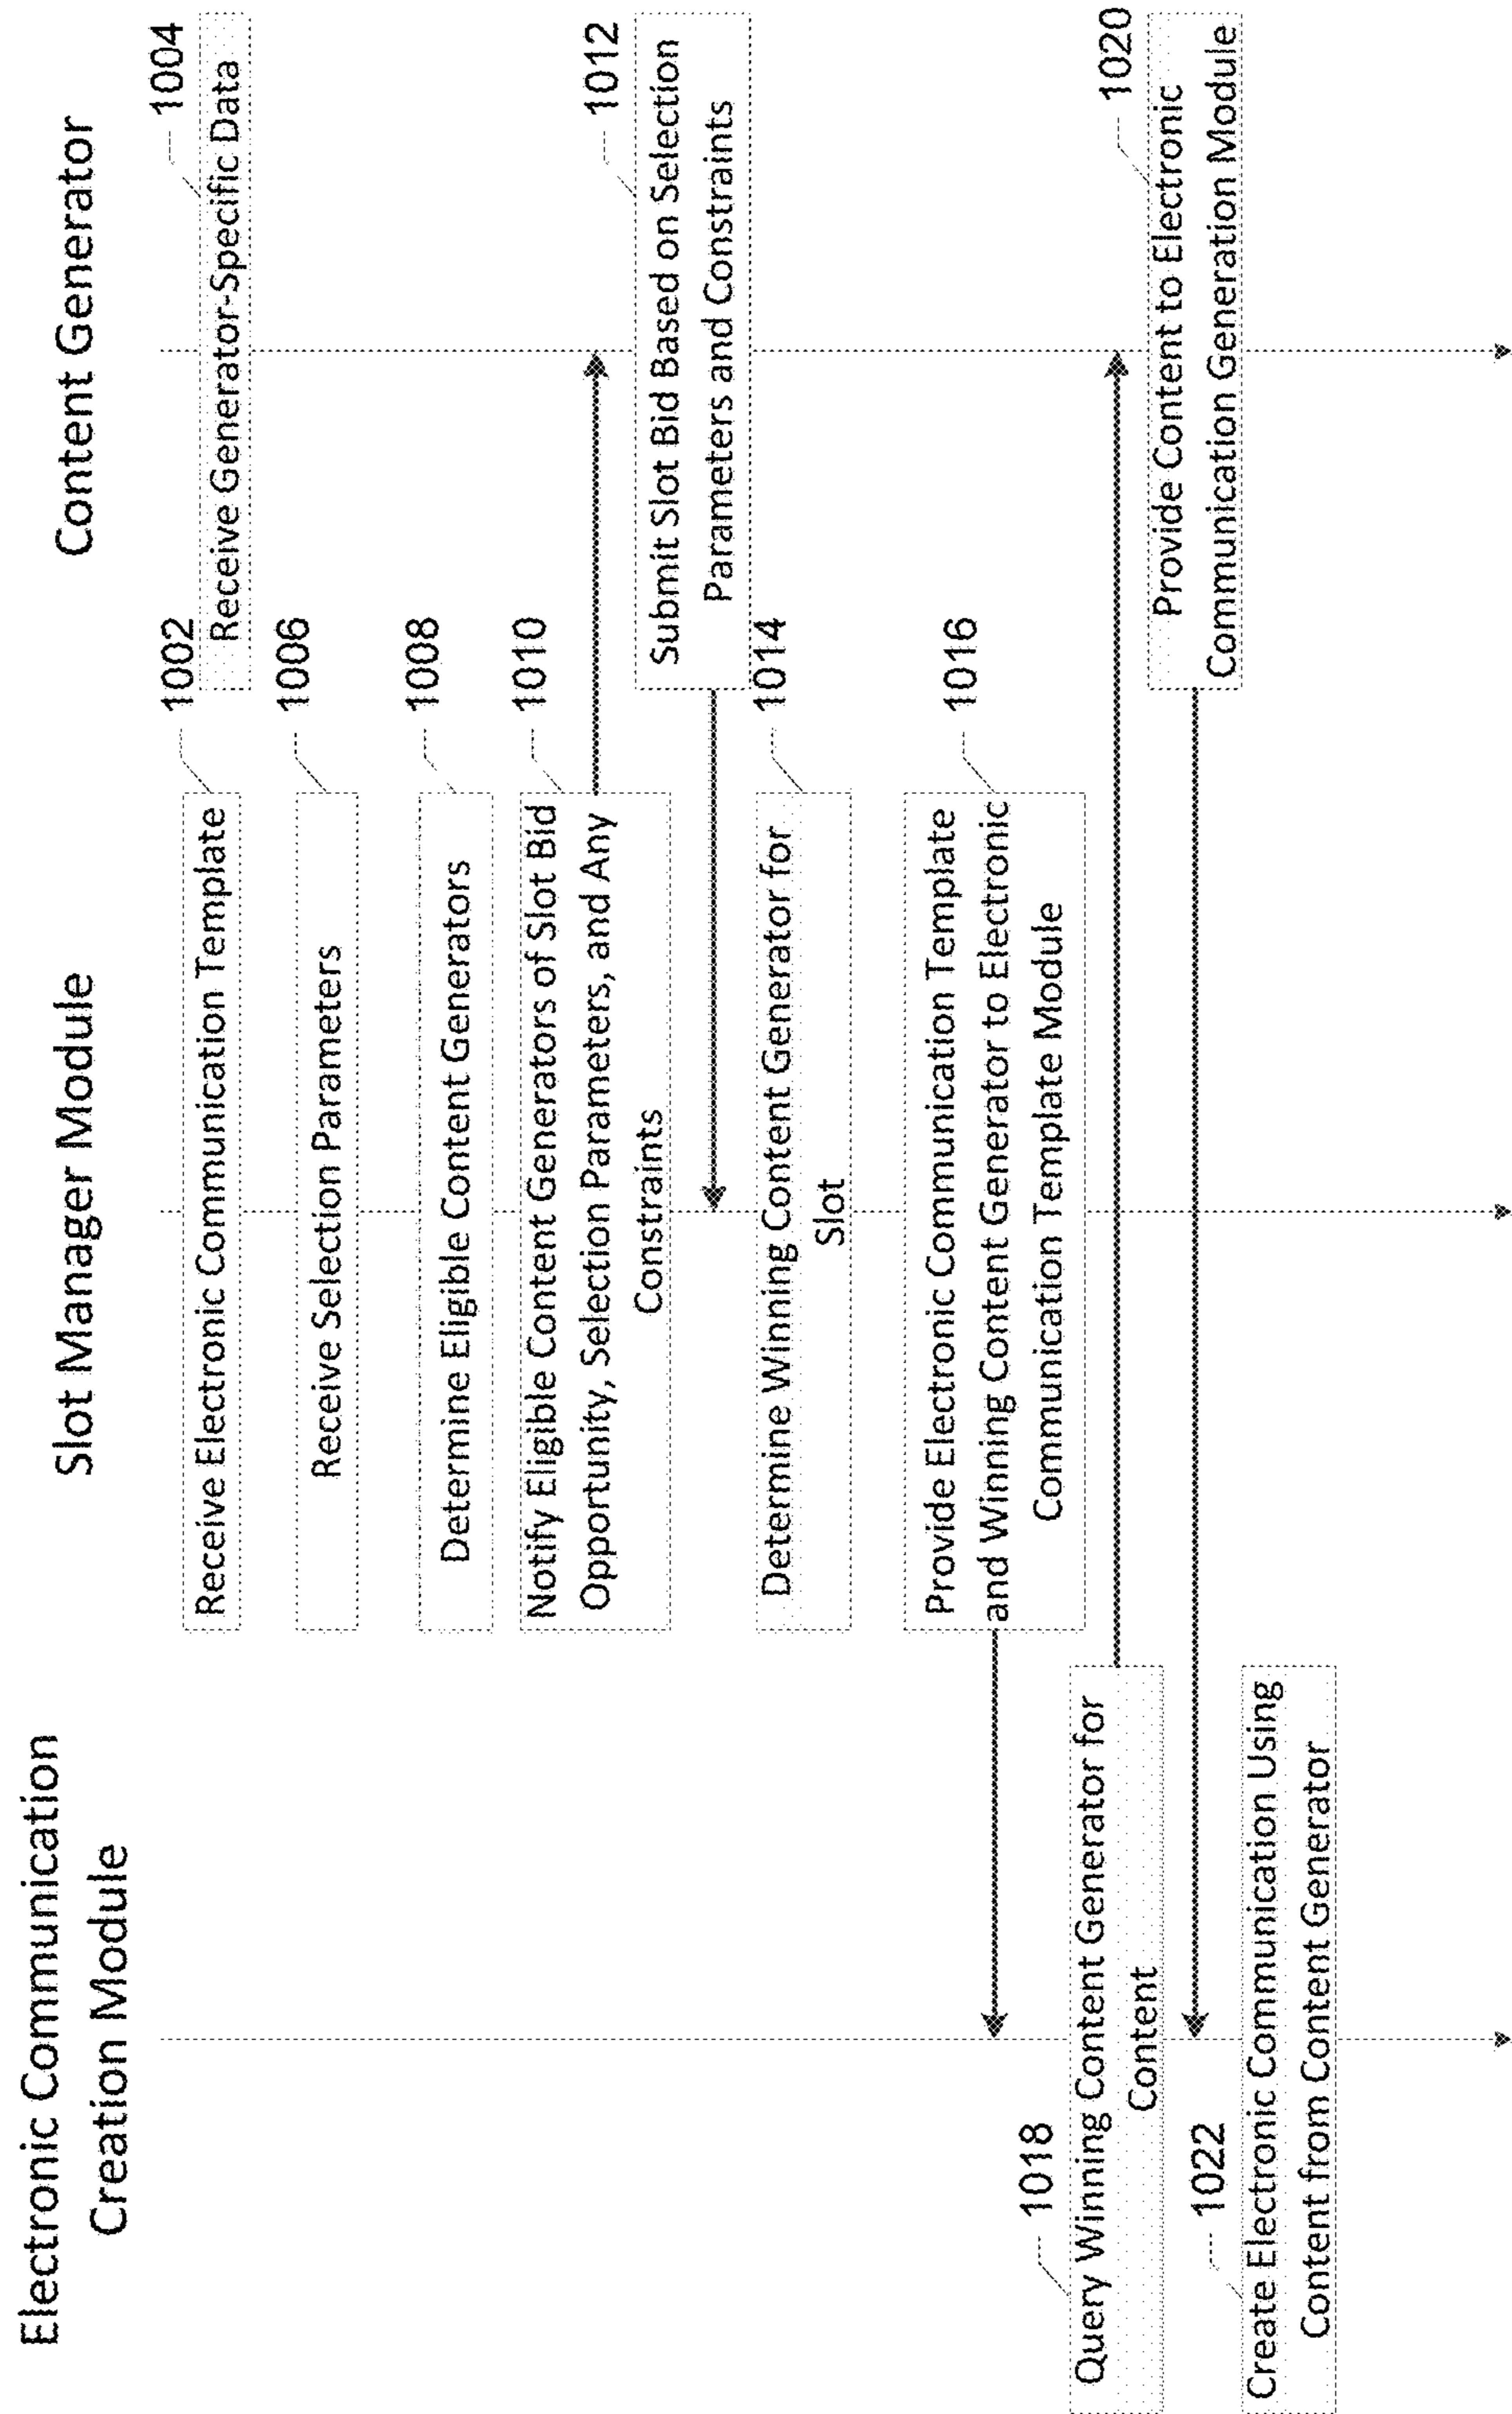 Electronic Communication
Creation Module
Slot Manager Module
Content Generator
1002
Receive Electronic Communication Template
1004
Receive Generator-Specific Data
1006
Receive Selection Parameters
1008
Determine Eligible Content Generators
1010
Notify Eligible Content Generators of Slot Bid
Opportunity, Selection Parameters, and Any
Constraints
1012
Submit Slot Bid Based on Selection
Parameters and Constraints
1014
Determine Winning Content Generator for
Slot
1016
Provide Electronic Communication Template
and Winning Content Generator to Electronic
Communication Template Module
1018
Query Winning Content Generator for
Content
1020
Provide Content to Electronic
Communication Generation Module
1022
Create Electronic Communication Using
Content from Content Generator